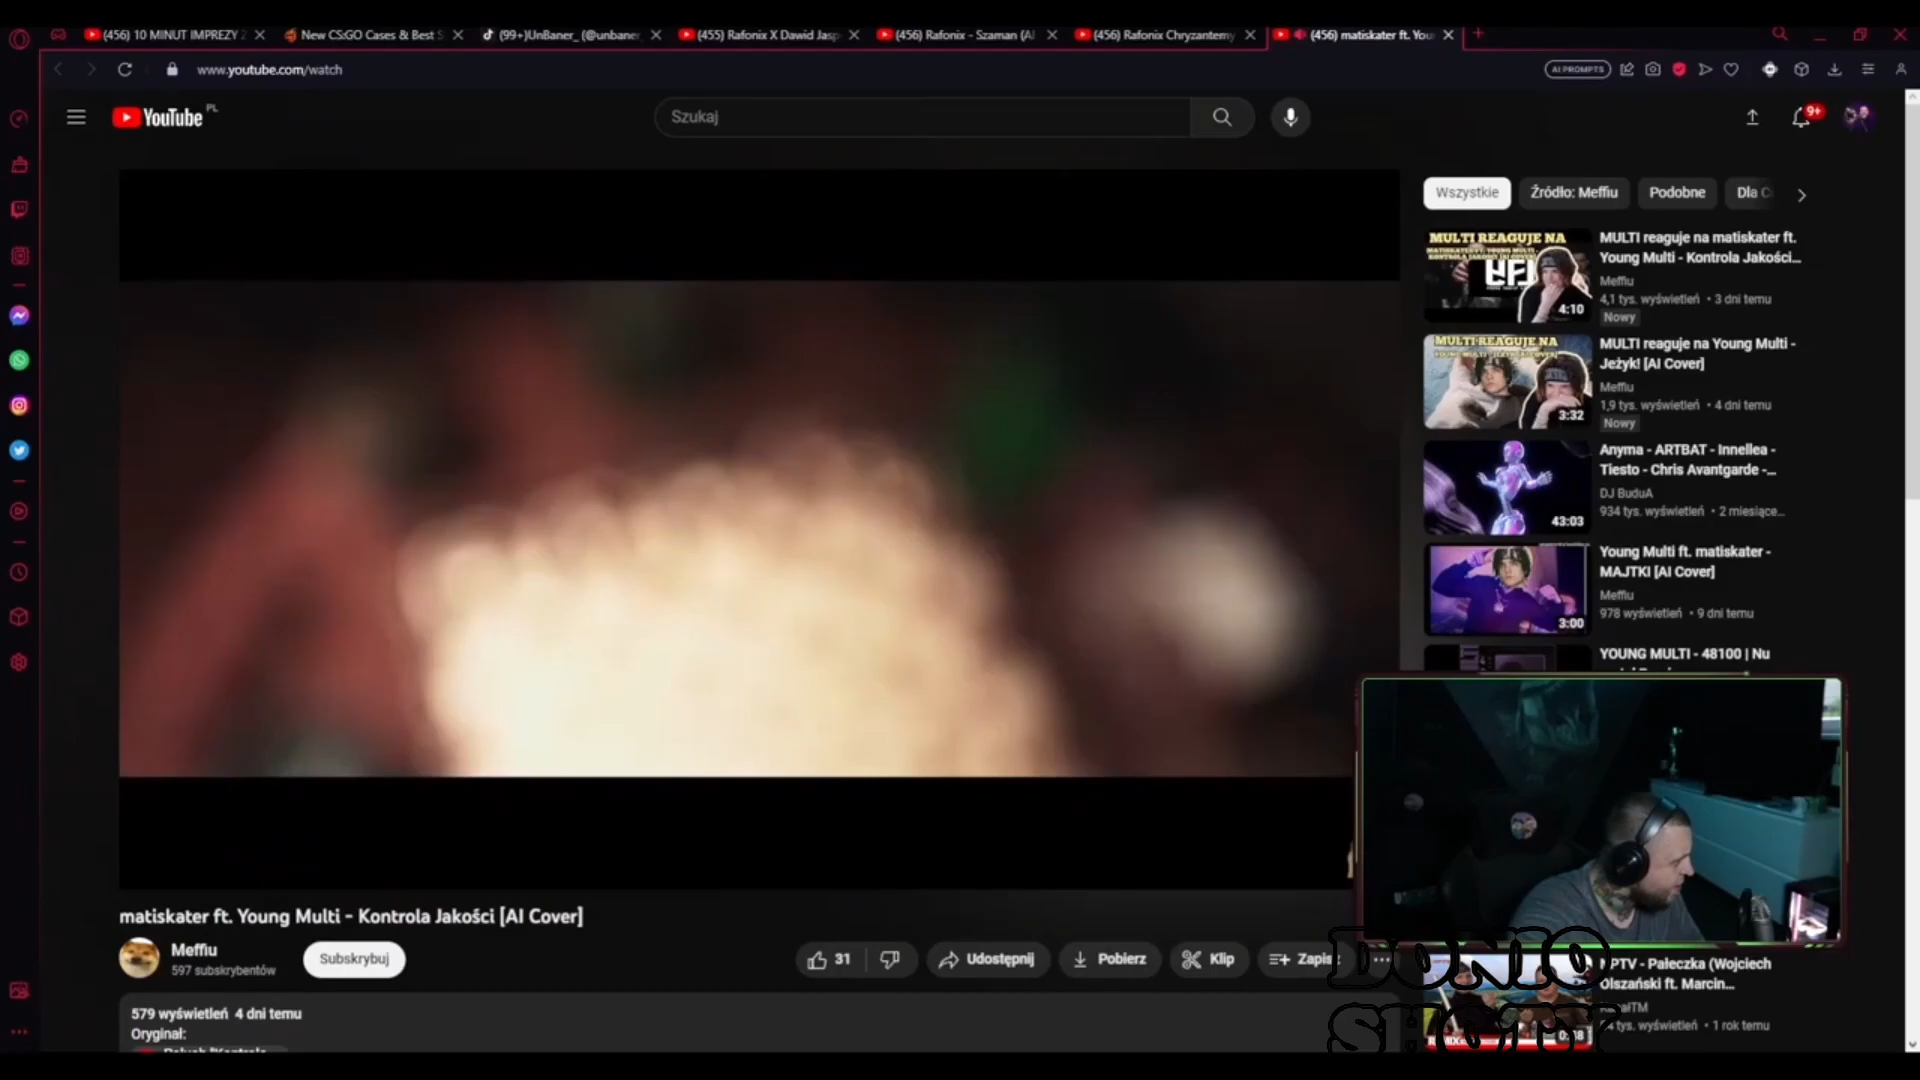 (456) 10 MINUT IMPREZY 2
New CS:GO Cases & Best S
(99+)UnBaner_ (@unbaner_
(455) Rafonix X Dawid Jasp
(456) Rafonix - Szaman (AI
(456) Rafonix Chryzantemy
(456) matiskater ft. You
www.youtube.com/watch
AI PROMPTS
YouTube PL
Szukaj
9+
Wszystkie
Źródło: Meffiu
Podobne
Dla C
MULTI REAGUJE NA
4:10
MULTI reaguje na matiskater ft.
Young Multi - Kontrola Jakości...
Meffiu
4,1 tys. wyświetleń • 3 dni temu
Nowy
MULTI REAGUJE NA
3:32
MULTI reaguje na Young Multi -
Jeżyk! [AI Cover]
Meffiu
1,9 tys. wyświetleń • 4 dni temu
Nowy
43:03
Anyma - ARTBAT - Innellea -
Tiesto - Chris Avantgarde -...
DJ BuduA
934 tys. wyświetleń • 2 miesiące...
3:00
Young Multi ft. matiskater -
MAJTKI [AI Cover]
Meffiu
978 wyświetleń • 9 dni temu
YOUNG MULTI - 48100 | Nu
matiskater ft. Young Multi - Kontrola Jakości [AI Cover]
Meffiu
597 subskrybentów
Subskrybuj
31
Udostępnij
Pobierz
Klip
Zapisz
DONIO
PTV - Pałeczka (Wojciech
Olszański ft. Marcin...
tys. wyświetleń • 1 rok temu
579 wyświetleń 4 dni temu
Oryginał: